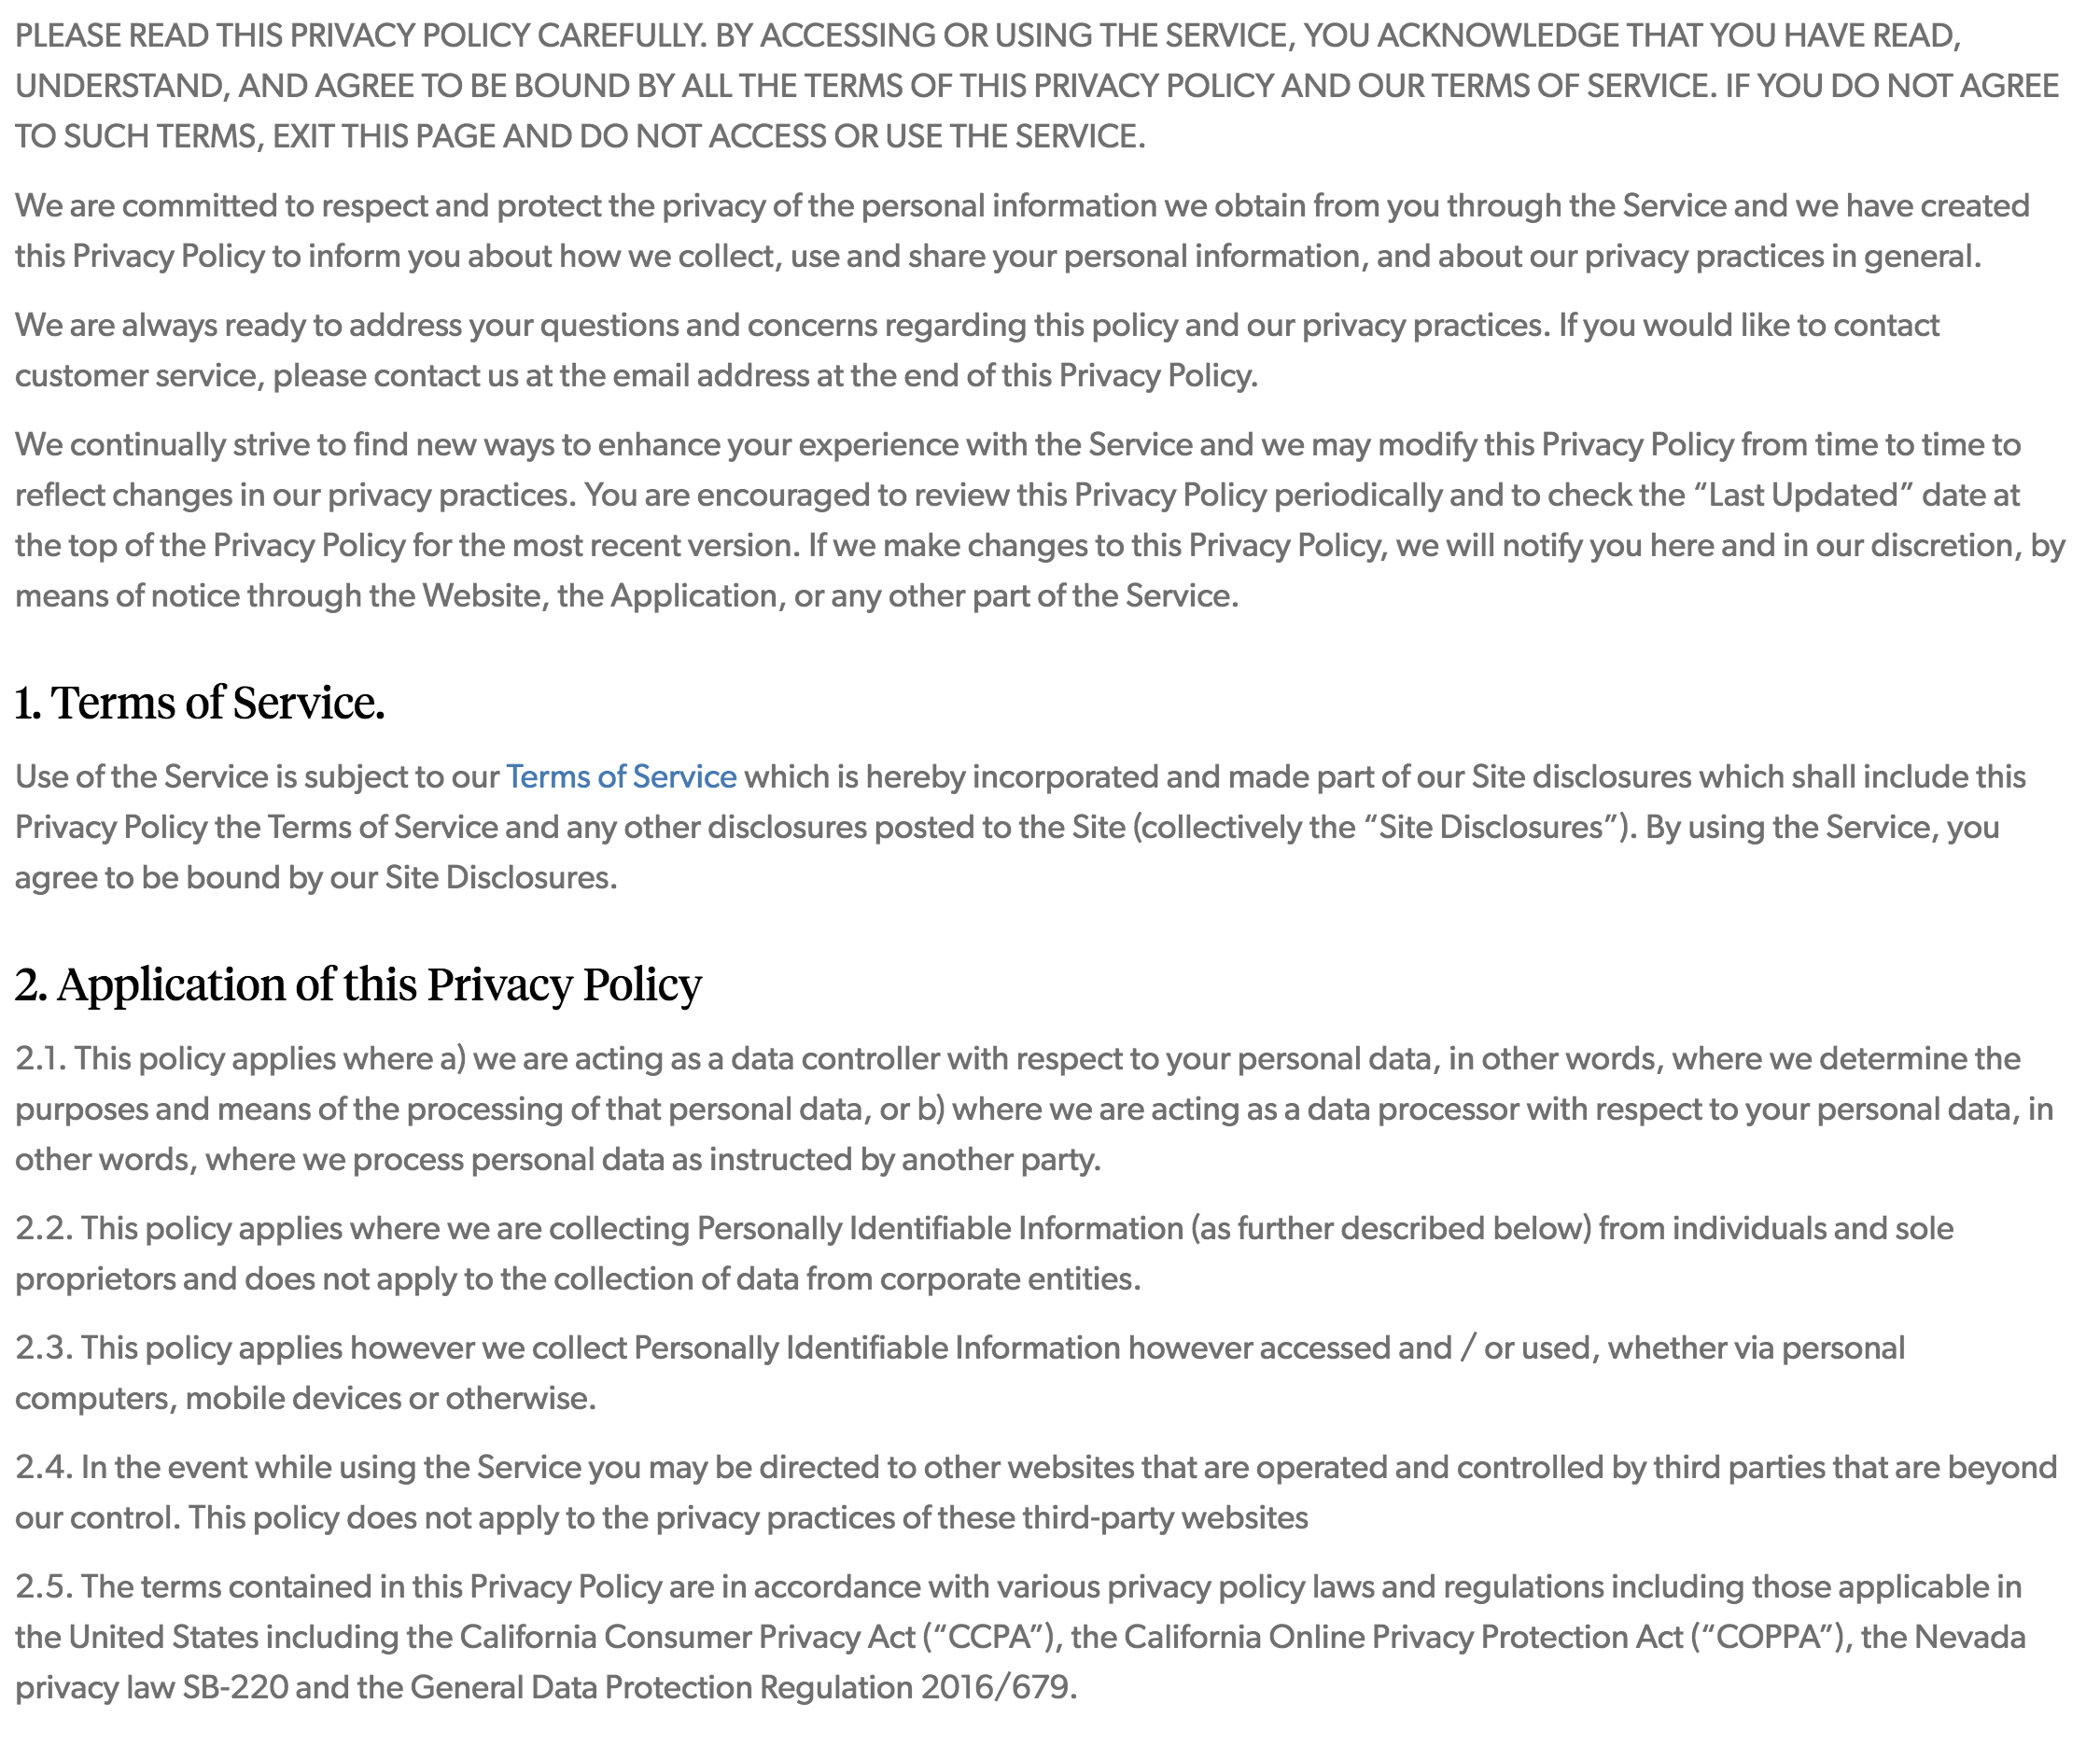 PLEASE READ THIS PRIVACY POLICY CAREFULLY. BY ACCESSING OR USING THE SERVICE, YOU ACKNOWLEDGE THAT YOU HAVE READ,
UNDERSTAND, AND AGREE TO BE BOUND BY ALL THE TERMS OF THIS PRIVACY POLICY AND OUR TERMS OF SERVICE. IF YOU DO NOT AGREE
TO SUCH TERMS, EXIT THIS PAGE AND DO NOT ACCESS OR USE THE SERVICE.
We are committed to respect and protect the privacy of the personal information we obtain from you through the Service and we have created
this Privacy Policy to inform you about how we collect, use and share your personal information, and about our privacy practices in general.
We are always ready to address your questions and concerns regarding this policy and our privacy practices. If you would like to contact
customer service, please contact us at the email address at the end of this Privacy Policy.
We continually strive to find new ways to enhance your experience with the Service and we may modify this Privacy Policy from time to time to
reflect changes in our privacy practices. You are encouraged to review this Privacy Policy periodically and to check the “Last Updated” date at
the top of the Privacy Policy for the most recent version. If we make changes to this Privacy Policy, we will notify you here and in our discretion, by
means of notice through the Website, the Application, or any other part of the Service.
1. Terms of Service.
Use of the Service is subject to our Terms of Service which is hereby incorporated and made part of our Site disclosures which shall include this
Privacy Policy the Terms of Service and any other disclosures posted to the Site (collectively the “Site Disclosures”). By using the Service, you
agree to be bound by our Site Disclosures.
2. Application of this Privacy Policy
2.1. This policy applies where a) we are acting as a data controller with respect to your personal data, in other words, where we determine the
purposes and means of the processing of that personal data, or b) where we are acting as a data processor with respect to your personal data, in
other words, where we process personal data as instructed by another party.
2.2. This policy applies where we are collecting Personally Identifiable Information (as further described below) from individuals and sole
proprietors and does not apply to the collection of data from corporate entities.
2.3. This policy applies however we collect Personally Identifiable Information however accessed and / or used, whether via personal
computers, mobile devices or otherwise.
2.4. In the event while using the Service you may be directed to other websites that are operated and controlled by third parties that are beyond
our control. This policy does not apply to the privacy practices of these third-party websites
2.5. The terms contained in this Privacy Policy are in accordance with various privacy policy laws and regulations including those applicable in
the United States including the California Consumer Privacy Act (“CCPA”), the California Online Privacy Protection Act (“COPPA”), the Nevada
privacy law SB-220 and the General Data Protection Regulation 2016/679.